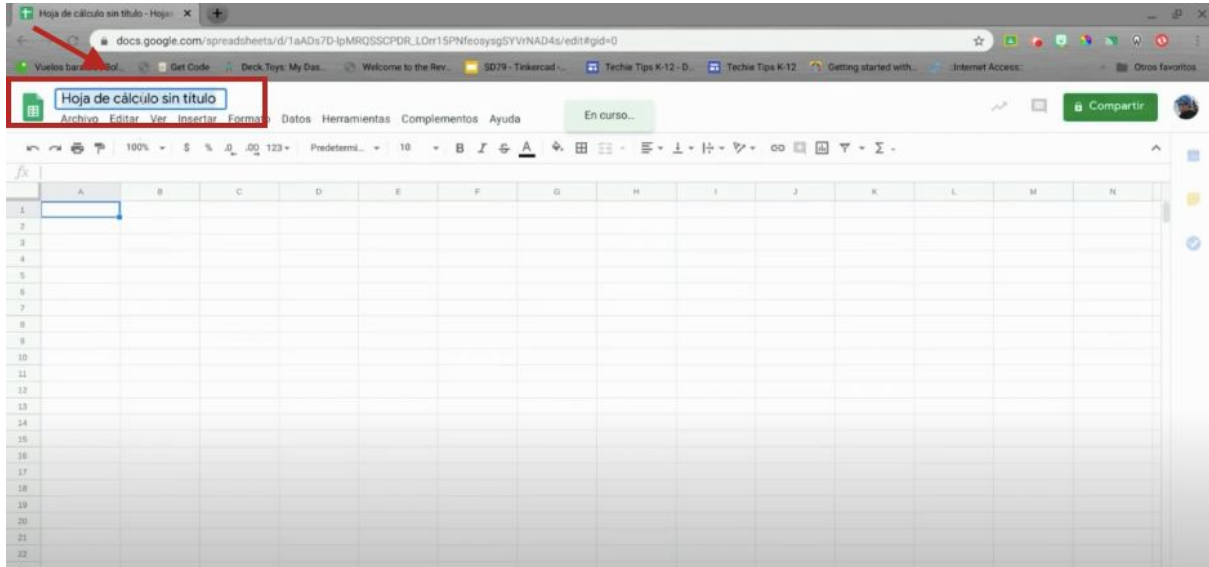 Hoja de cálculo sin título - Hojas
docs.google.com/spreadsheets/d/1aADs7D-lpMRQSSCPDR_LOrr15PNfeosysgSYVrNAD4s/edit#gid=0
Vuelos Bol... Get Code Deck.Toys: My Das... Welcome to the Rev... SD79 - Tinkercad -... Techie Tips K-12 - D... Techie Tips K-12 Getting started with... :Internet Access: Otros favoritos
Hoja de cálculo sin título
Archivo Editar Ver Insertar Formato Datos Herramientas Complementos Ayuda
En curso...
Compartir
100% $ % .0 .00 123 Predetermi... 10 B I S A
fx
A B C D E F G H I J K L M N
1
2
3
4
5
6
7
8
9
10
11
12
13
14
15
16
17
18
19
20
21
22